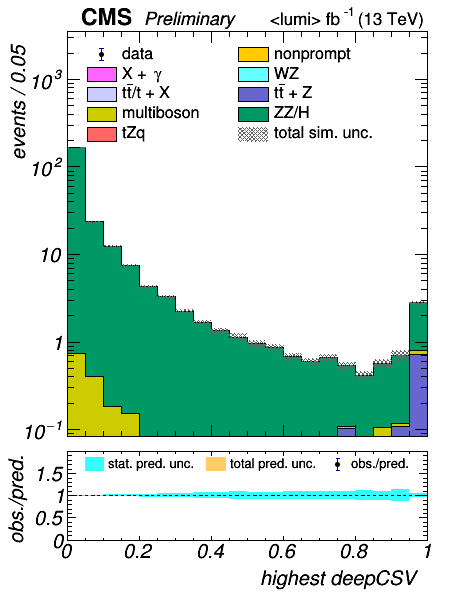 CMS Preliminary <lumi> fb⁻¹ (13 TeV)
events / 0.05
data
nonprompt
X + γ
WZ
tt̄/t + X
tt̄ + Z
multiboson
ZZ/H
tZ̄q
total sim. unc.
10³
10²
10
1
10⁻¹
obs./pred.
stat. pred. unc. total pred. unc. obs./pred.
1.5
1
0.5
0
0 0.2 0.4 0.6 0.8 1
highest deepCSV